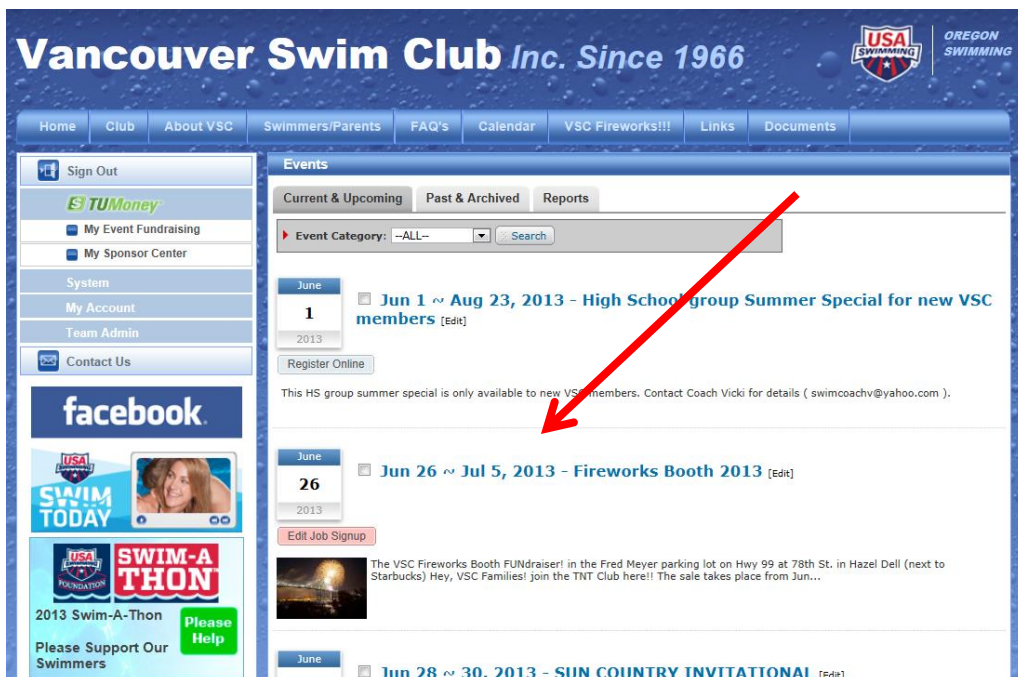 Vancouver Swim Club Inc. Since 1966
USA
SWIMMING
OREGON
SWIMMING
Home Club About VSC Swimmers/Parents FAQ's Calendar VSC Fireworks!!! Links Documents
Sign Out
TUMoney
My Event Fundraising
My Sponsor Center
System
My Account
Team Admin
Contact Us
facebook.
USA
SWIM
TODAY
USA
FOUNDATION
SWIM-A
THON
2013 Swim-A-Thon
Please Support Our
Swimmers
Please
Help
Events
Current & Upcoming Past & Archived Reports
Event Category: --ALL-- Search
June
1
2013
Jun 1 ~ Aug 23, 2013 - High School group Summer Special for new VSC
members [Edit]
Register Online
This HS group summer special is only available to new VSC members. Contact Coach Vicki for details ( swimcoachv@yahoo.com ).
June
26
2013
Jun 26 ~ Jul 5, 2013 - Fireworks Booth 2013 [Edit]
Edit Job Signup
The VSC Fireworks Booth FUNdraiser! in the Fred Meyer parking lot on Hwy 99 at 78th St. in Hazel Dell (next to
Starbucks) Hey, VSC Families! join the TNT Club here!! The sale takes place from Jun...
June
Jun 28 ~ 30, 2013 - SUN COUNTRY INVITATIONAL [Edit]